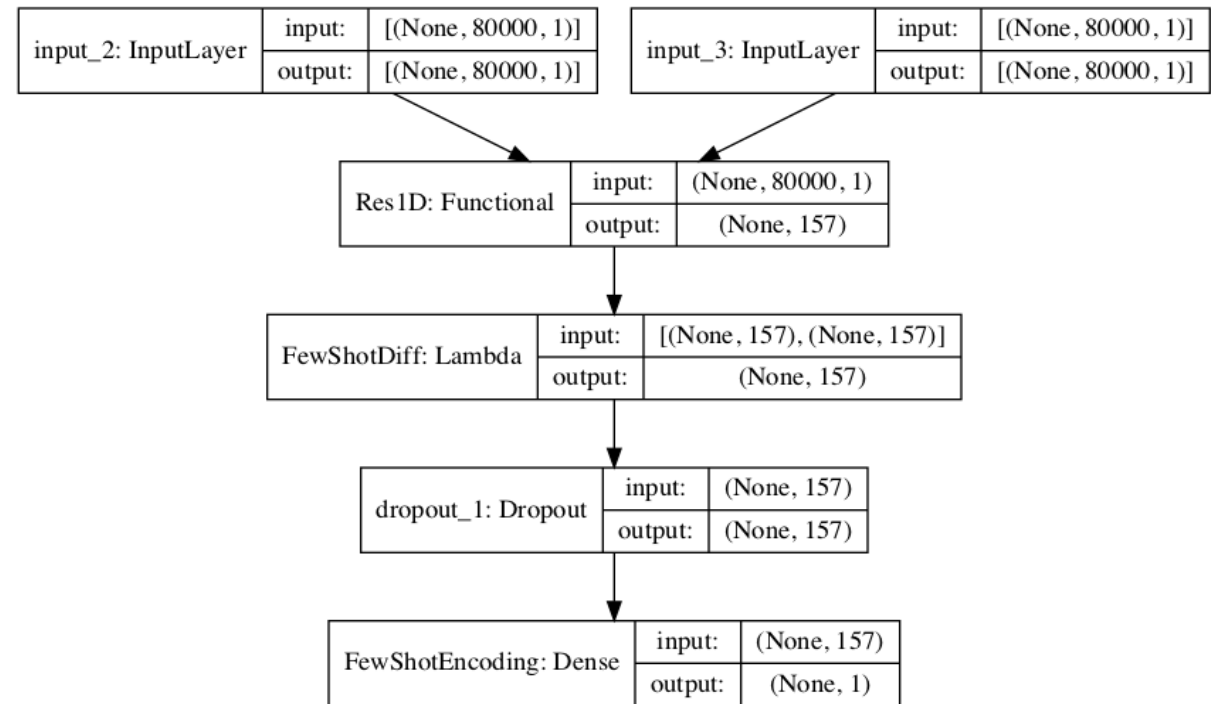 input_2: InputLayer
input: [(None, 80000, 1)]
output: [(None, 80000, 1)]
input_3: InputLayer
input: [(None, 80000, 1)]
output: [(None, 80000, 1)]
Res1D: Functional
input: (None, 80000, 1)
output: (None, 157)
FewShotDiff: Lambda
input: [(None, 157), (None, 157)]
output: (None, 157)
dropout_1: Dropout
input: (None, 157)
output: (None, 157)
FewShotEncoding: Dense
input: (None, 157)
output: (None, 1)